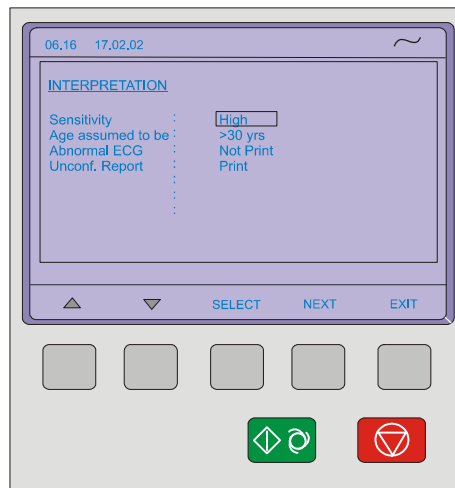 06.16 17.02.02
INTERPRETATION
Sensitivity : High
Age assumed to be : >30 yrs
Abnormal ECG : Not Print
Unconf. Report : Print
:
:
:
SELECT NEXT EXIT